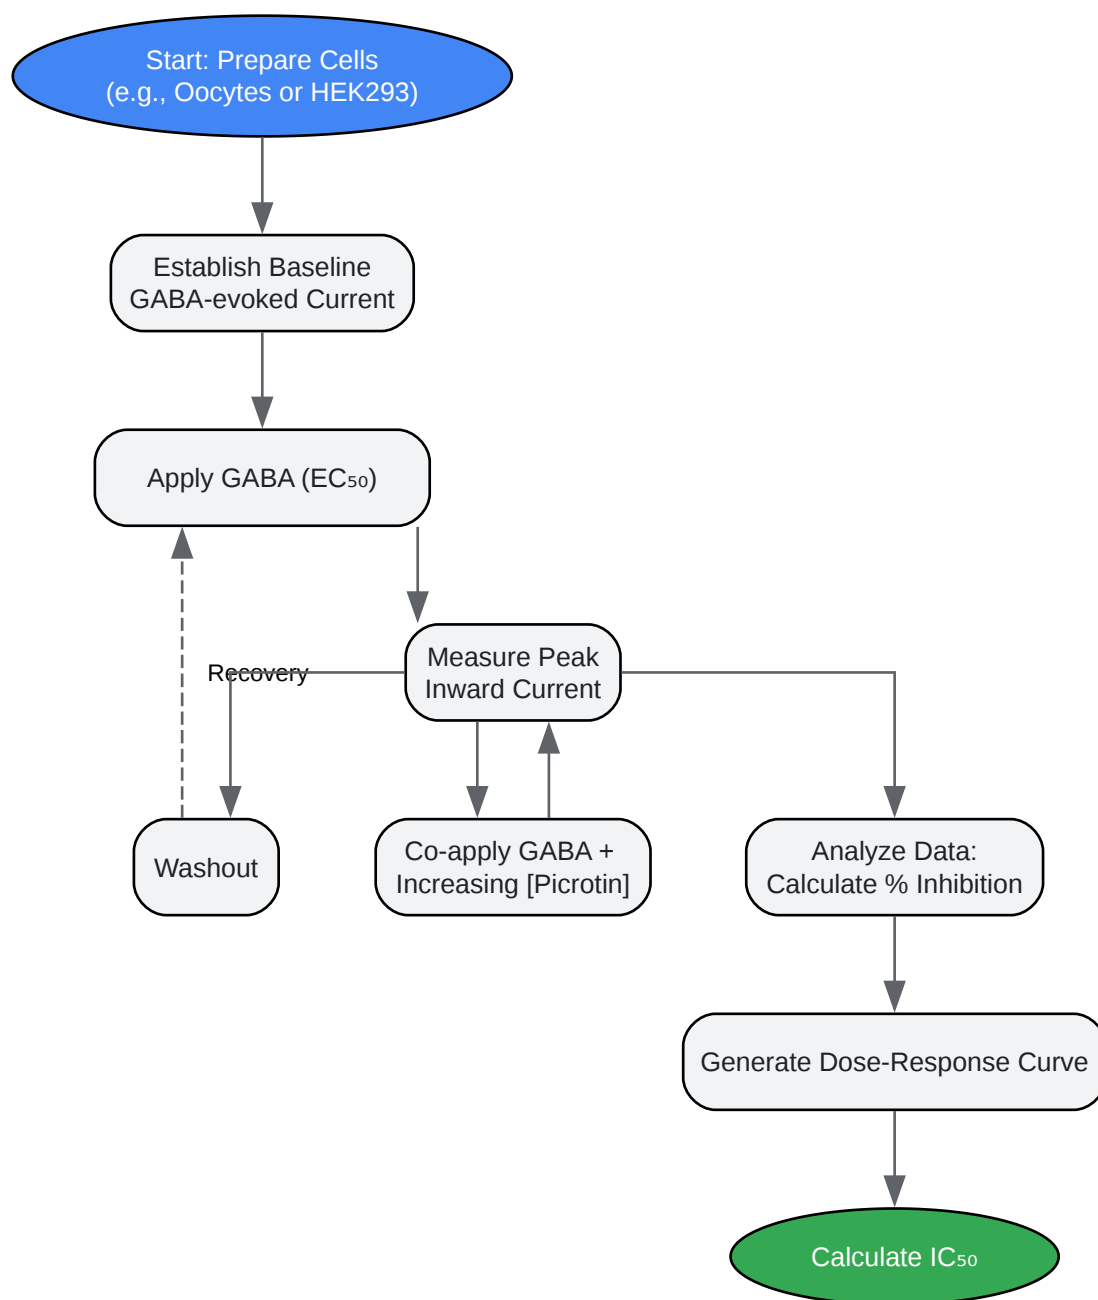 Start: Prepare Cells
(e.g., Oocytes or HEK293)
Establish Baseline
GABA-evoked Current
Apply GABA (EC₅₀)
Measure Peak
Inward Current
Recovery
Washout
Co-apply GABA +
Increasing [Picrotin]
Analyze Data:
Calculate % Inhibition
Generate Dose-Response Curve
Calculate IC₅₀